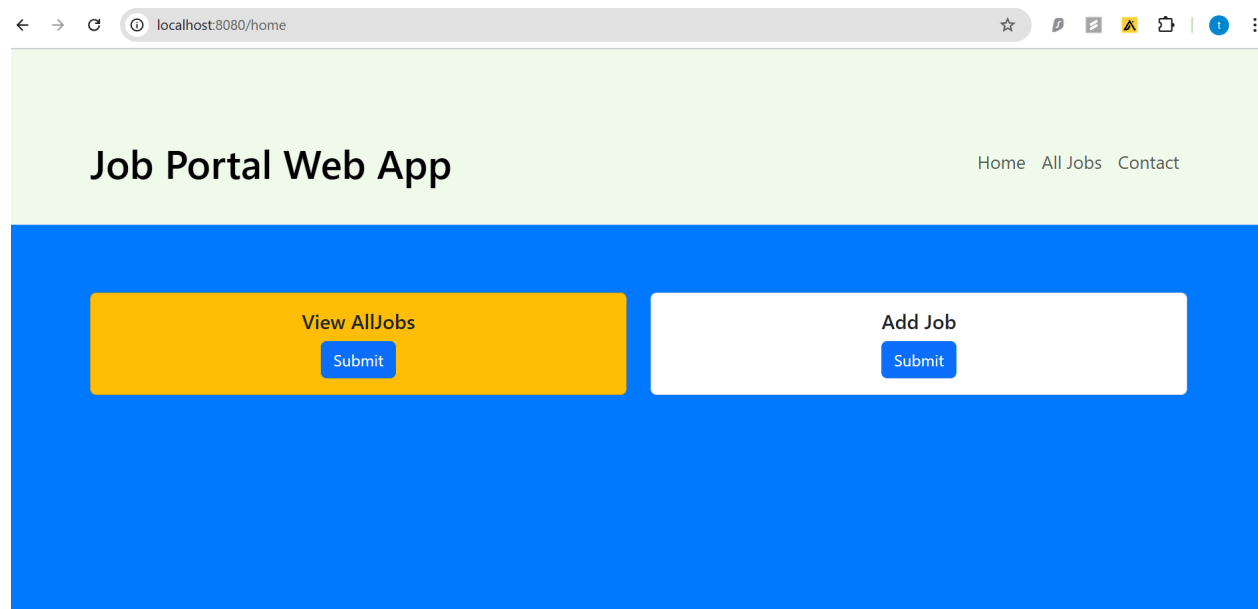 localhost:8080/home
t
Job Portal Web App
Home All Jobs Contact
View AllJobs
Submit
Add Job
Submit